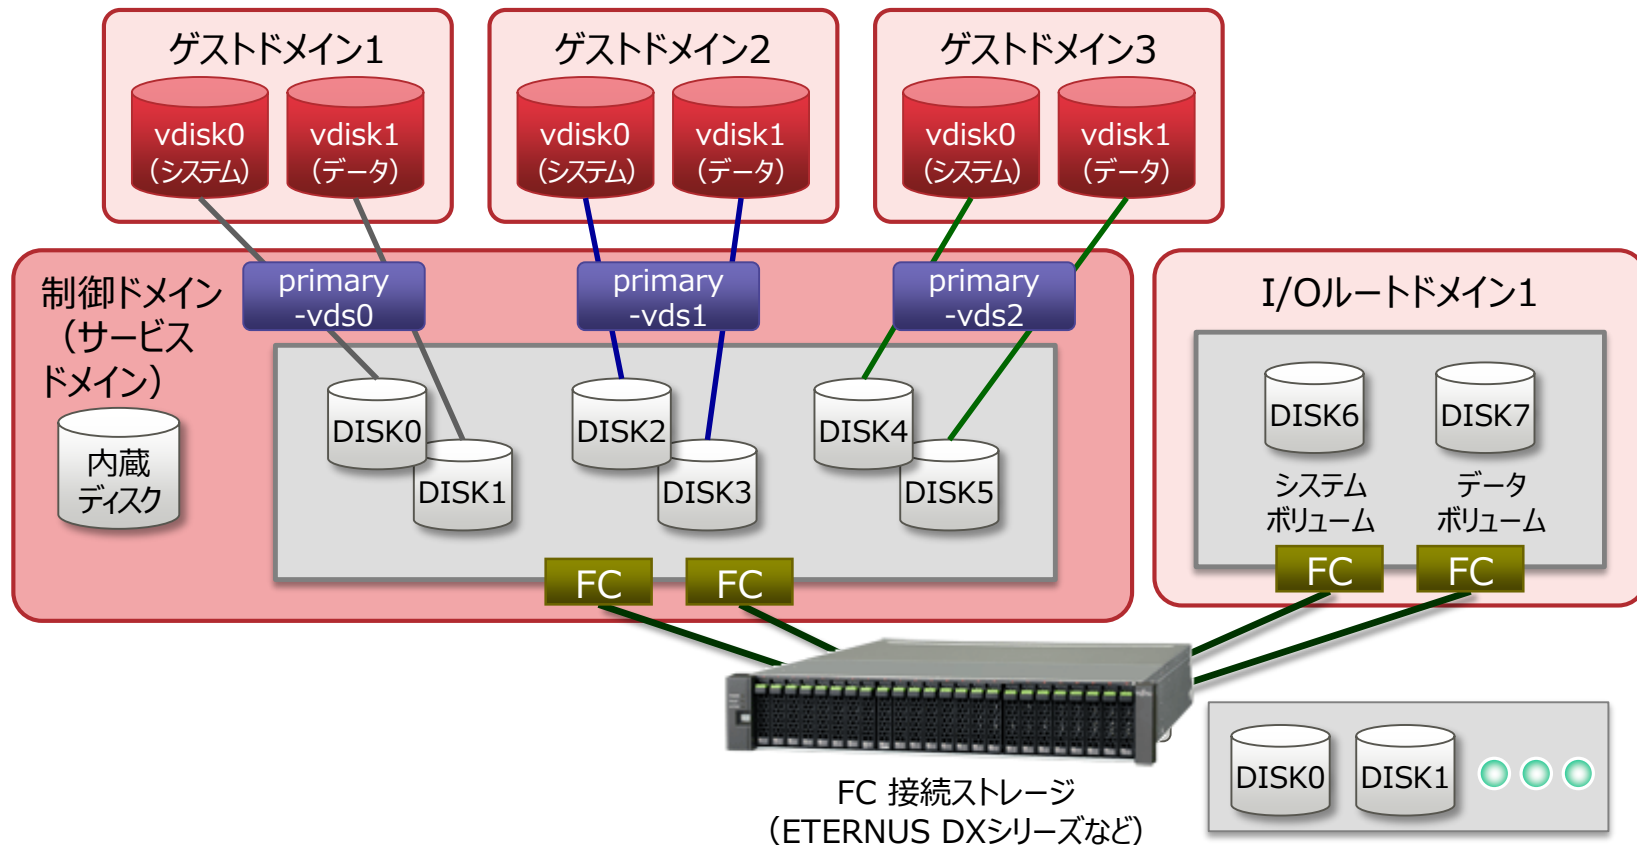 ゲストドメイン1
vdisk0
（システム）
vdisk1
（データ）
ゲストドメイン2
vdisk0
（システム）
vdisk1
（データ）
ゲストドメイン3
vdisk0
（システム）
vdisk1
（データ）
制御ドメイン
（サービス
ドメイン）
内蔵
ディスク
primary
-vds0
primary
-vds1
primary
-vds2
DISK0
DISK1
DISK2
DISK3
DISK4
DISK5
FC
FC
I/Oルートドメイン1
DISK6
DISK7
システム
ボリューム
データ
ボリューム
FC
FC
FC 接続ストレージ
（ETERNUS DXシリーズなど）
DISK0
DISK1